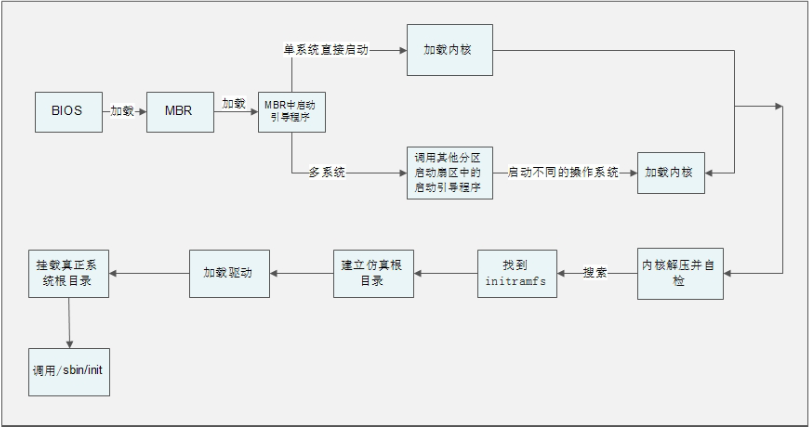 单系统直接启动
加载内核
BIOS
加载
MBR
加载
MBR中启动
引导程序
多系统
调用其他分区
启动扇区中的
启动引导程序
启动不同的操作系统
加载内核
挂载真正系
统根目录
加载驱动
建立仿真根
目录
找到
initramfs
搜索
内核解压并自
检
调用/sbin/init